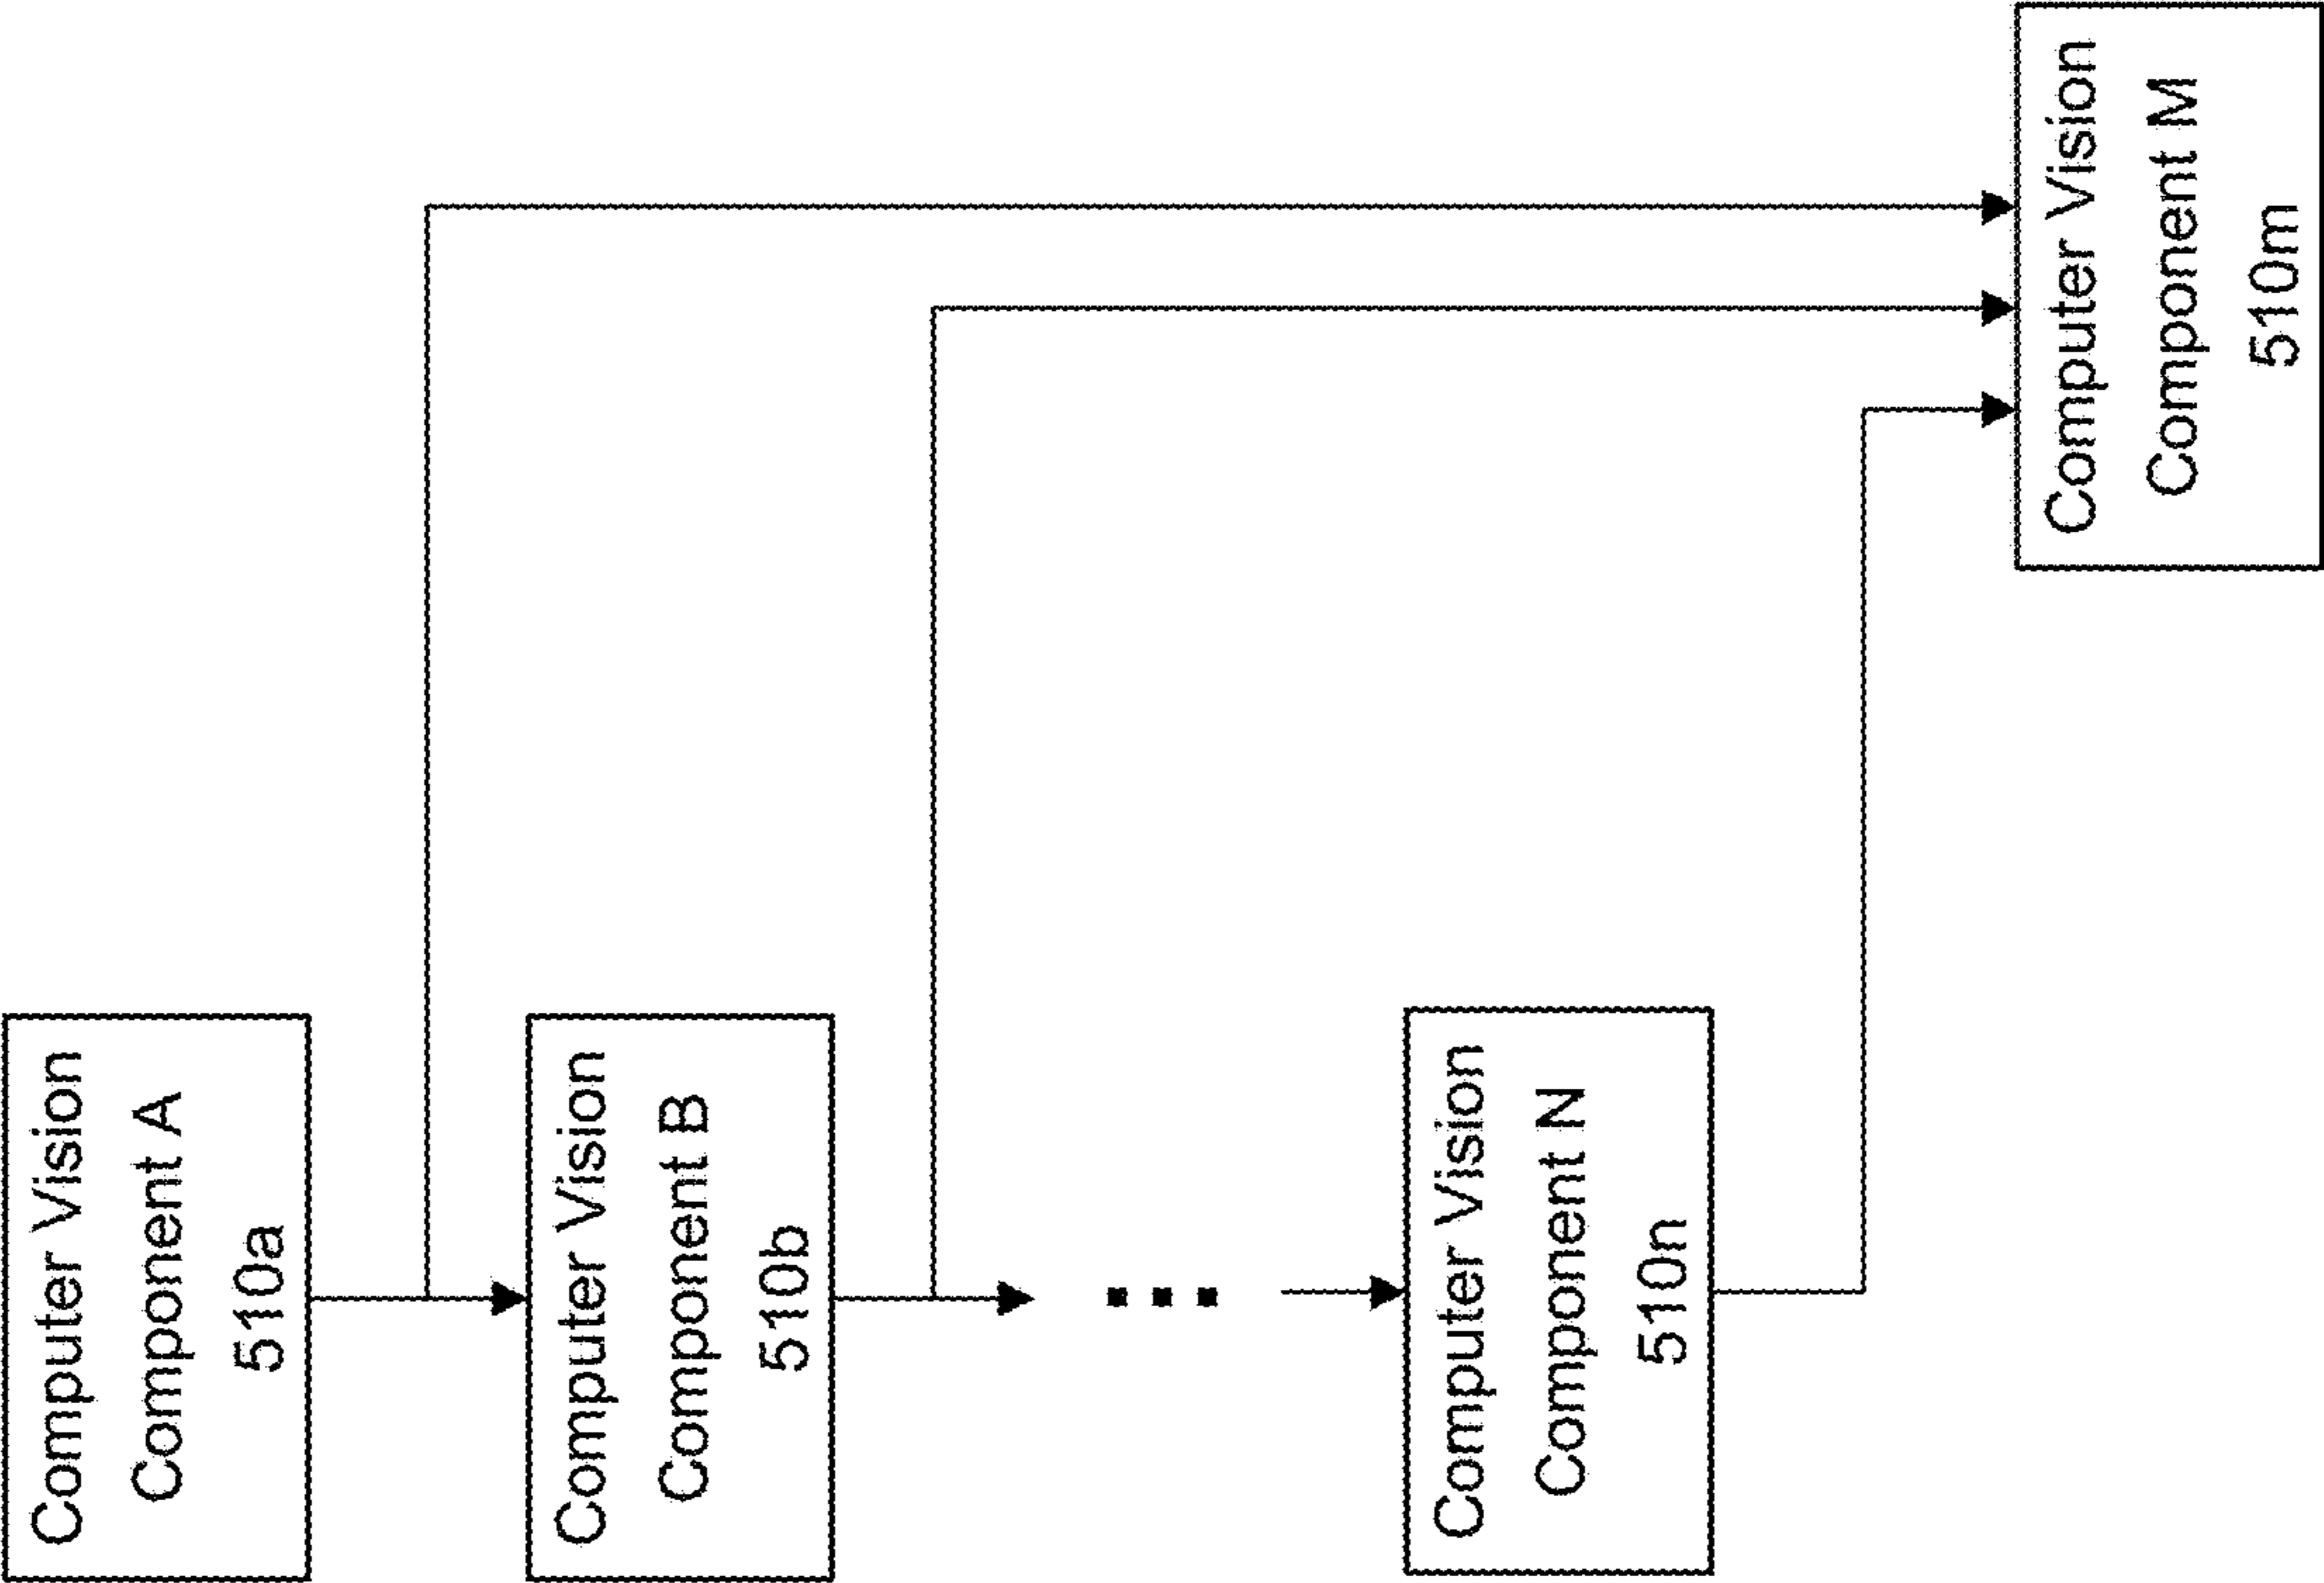 Computer Vision
Component A
510a
Computer Vision
Component B
510b
Computer Vision
Component N
510n
Computer Vision
Component M
510m